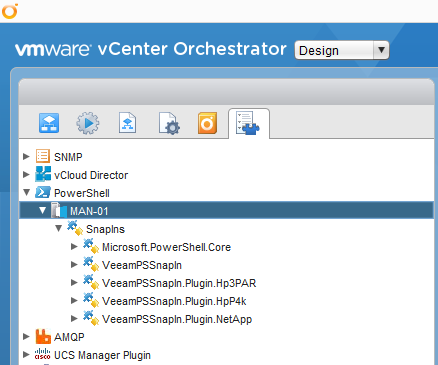 vmware vCenter Orchestrator Design
SNMP
vCloud Director
PowerShell
MAN-01
SnapIns
Microsoft.PowerShell.Core
VeeamPSSnapIn
VeeamPSSnapIn.Plugin.Hp3PAR
VeeamPSSnapIn.Plugin.HpP4k
VeeamPSSnapIn.Plugin.NetApp
AMQP
CISCO UCS Manager Plugin